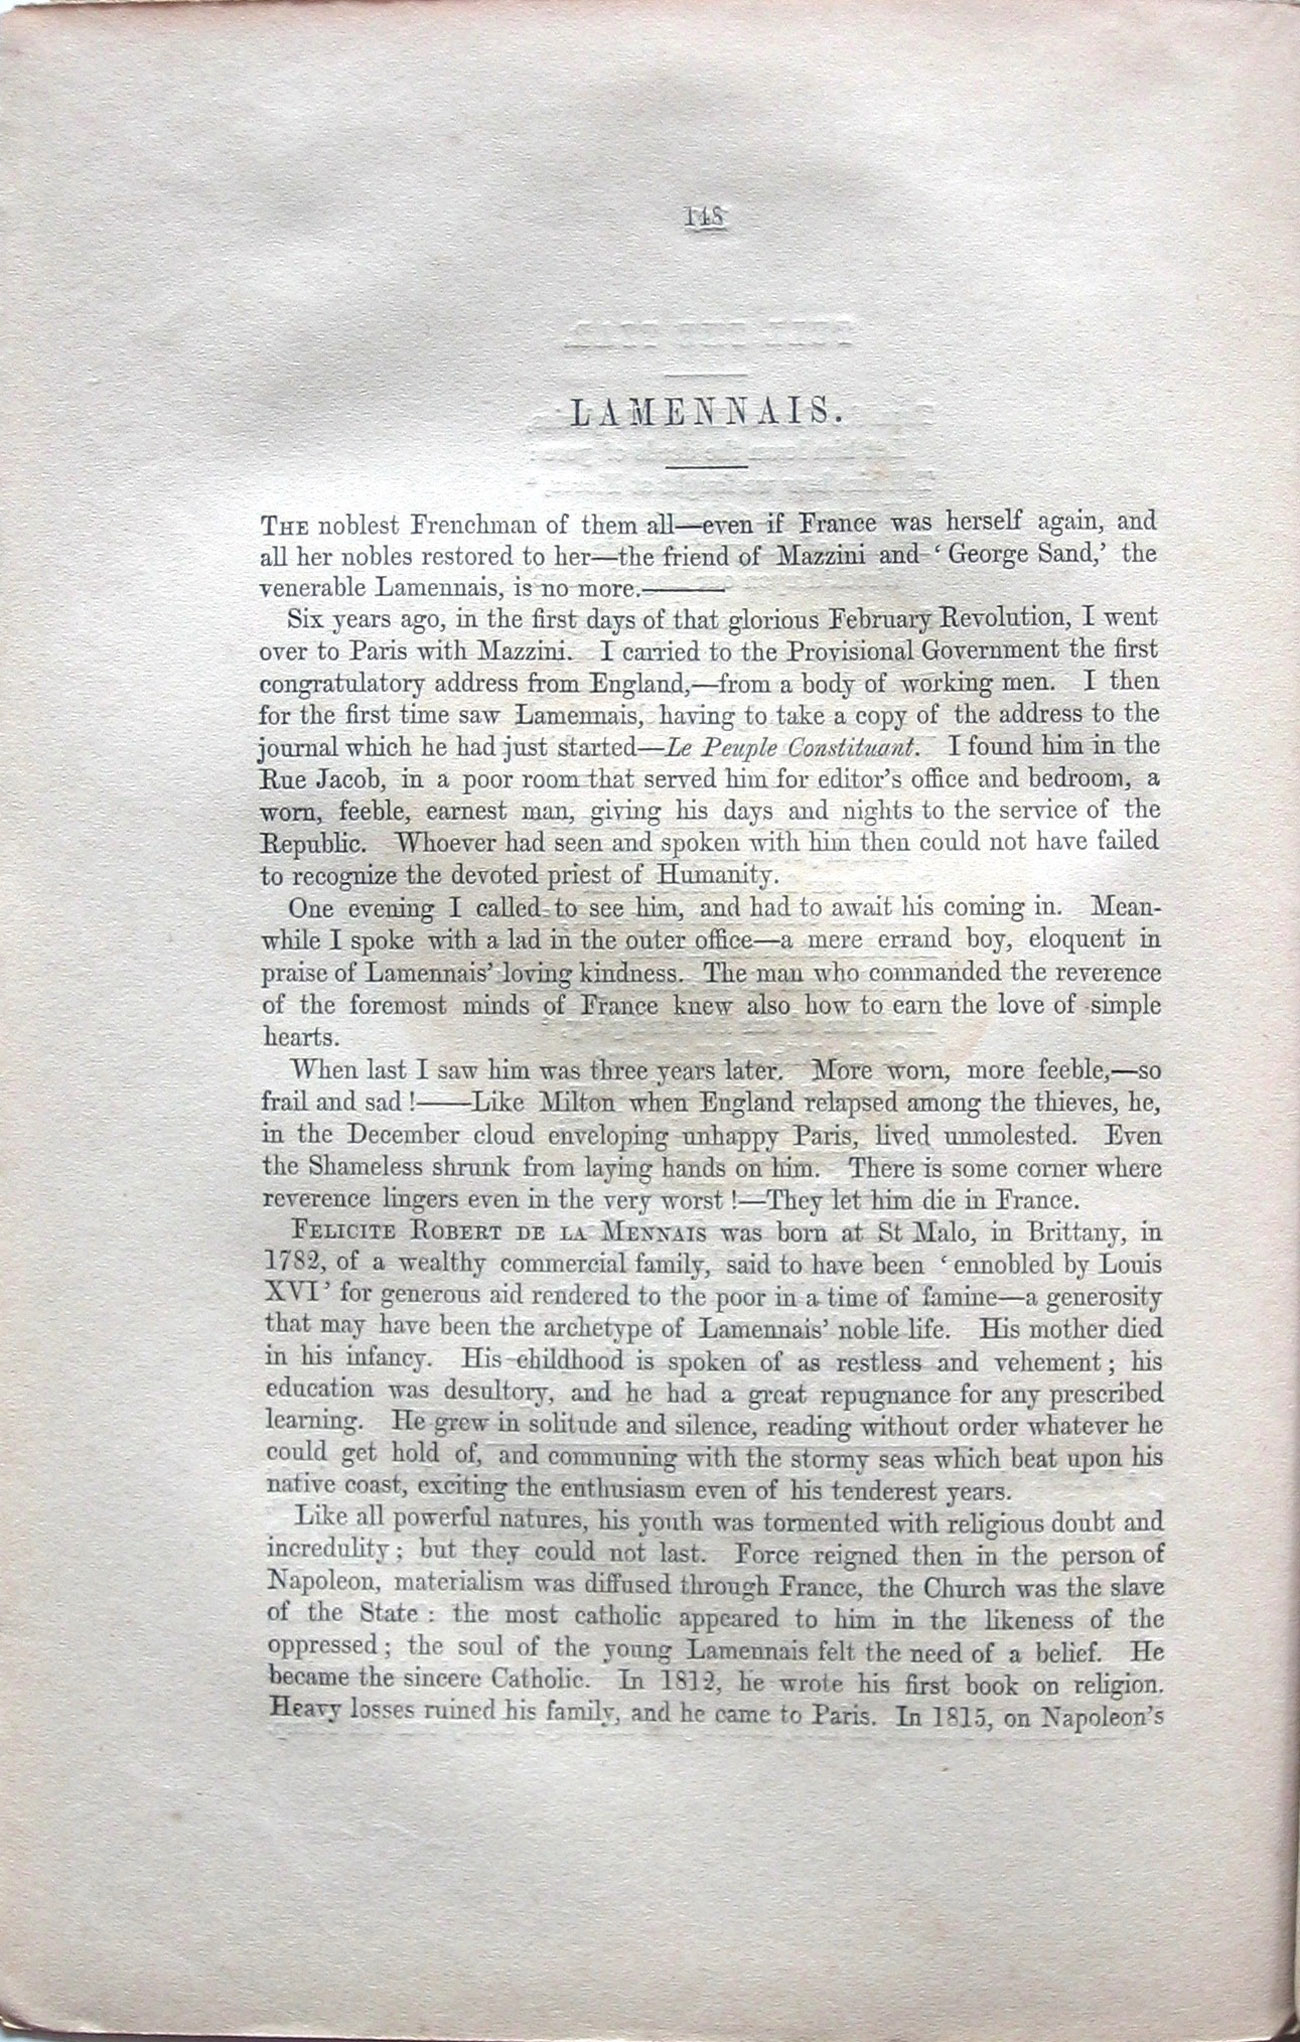 148
LAMENNAIS.
THE noblest Frenchman of them all—even if France was herself again, and
all her nobles restored to her—the friend of Mazzini and ‘George Sand,’ the
venerable Lamennais, is no more.———
Six years ago, in the first days of that glorious February Revolution, I went
over to Paris with Mazzini. I carried to the Provisional Government the first
congratulatory address from England,—from a body of working men. I then
for the first time saw Lamennais, having to take a copy of the address to the
journal which he had just started—Le Peuple Constituant. I found him in the
Rue Jacob, in a poor room that served him for editor’s office and bedroom, a
worn, feeble, earnest man, giving his days and nights to the service of the
Republic. Whoever had seen and spoken with him then could not have failed
to recognize the devoted priest of Humanity.
One evening I called to see him, and had to await his coming in. Mean-
while I spoke with a lad in the outer office—a mere errand boy, eloquent in
praise of Lamennais’ loving kindness. The man who commanded the reverence
of the foremost minds of France knew also how to earn the love of simple
hearts.
When last I saw him was three years later. More worn, more feeble,—so
frail and sad!——Like Milton when England relapsed among the thieves, he,
in the December cloud enveloping unhappy Paris, lived unmolested. Even
the Shameless shrunk from laying hands on him. There is some corner where
reverence lingers even in the very worst!—They let him die in France.
FELICITE ROBERT DE LA MENNAIS was born at St Malo, in Brittany, in
1782, of a wealthy commercial family, said to have been ‘ennobled by Louis
XVI’ for generous aid rendered to the poor in a time of famine—a generosity
that may have been the archetype of Lamennais’ noble life. His mother died
in his infancy. His childhood is spoken of as restless and vehement; his
education was desultory, and he had a great repugnance for any prescribed
learning. He grew in solitude and silence, reading without order whatever he
could get hold of, and communing with the stormy seas which beat upon his
native coast, exciting the enthusiasm even of his tenderest years.
Like all powerful natures, his youth was tormented with religious doubt and
incredulity; but they could not last. Force reigned then in the person of
Napoleon, materialism was diffused through France, the Church was the slave
of the State: the most catholic appeared to him in the likeness of the
oppressed; the soul of the young Lamennais felt the need of a belief. He
became the sincere Catholic. In 1812, he wrote his first book on religion.
Heavy losses ruined his family, and he came to Paris. In 1815, on Napoleon’s